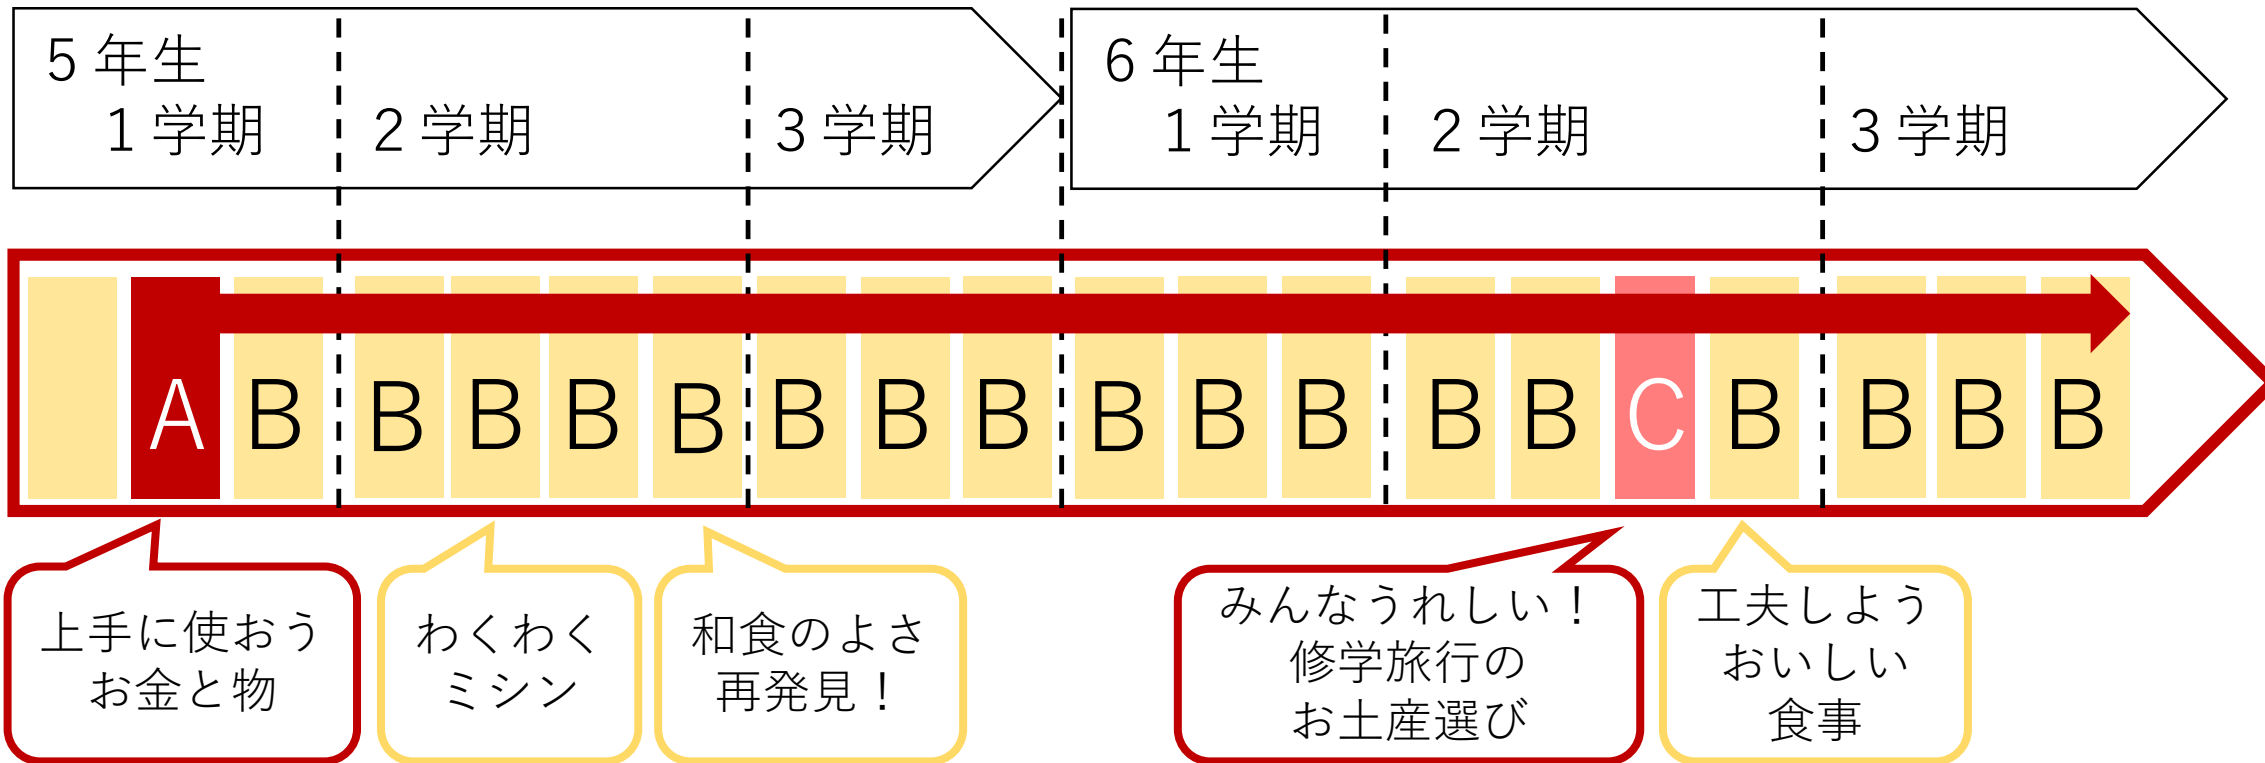 5年生
1学期
2学期
3学期
6年生
1学期
2学期
3学期
A B B B B B B B B B B B B B B C B B B B
上手に使おう
お金と物
わくわく
ミシン
和食のよさ
再発見！
みんなうれしい！
修学旅行の
お土産選び
工夫しよう
おいしい
食事